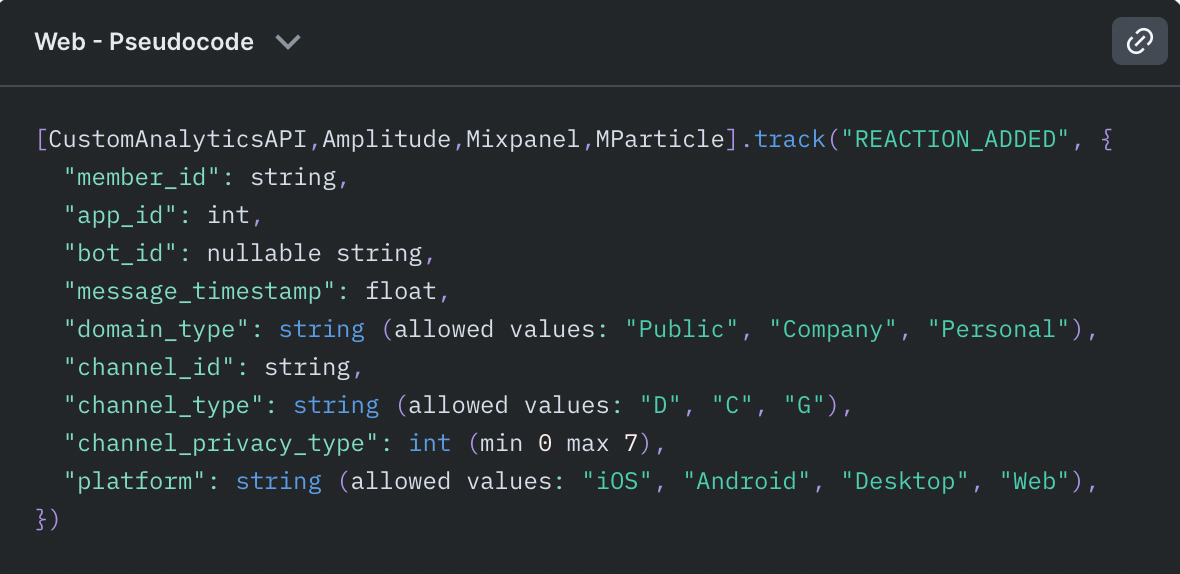 Web - Pseudocode
[CustomAnalyticsAPI,Amplitude,Mixpanel,MParticle].track("REACTION_ADDED", {
"member_id": string,
"app_id": int,
"bot_id": nullable string,
"message_timestamp": float,
"domain_type": string (allowed values: "Public", "Company", "Personal"),
"channel_id": string,
"channel_type": string (allowed values: "D", "C", "G"),
"channel_privacy_type": int (min 0 max 7),
"platform": string (allowed values: "iOS", "Android", "Desktop", "Web"),
})